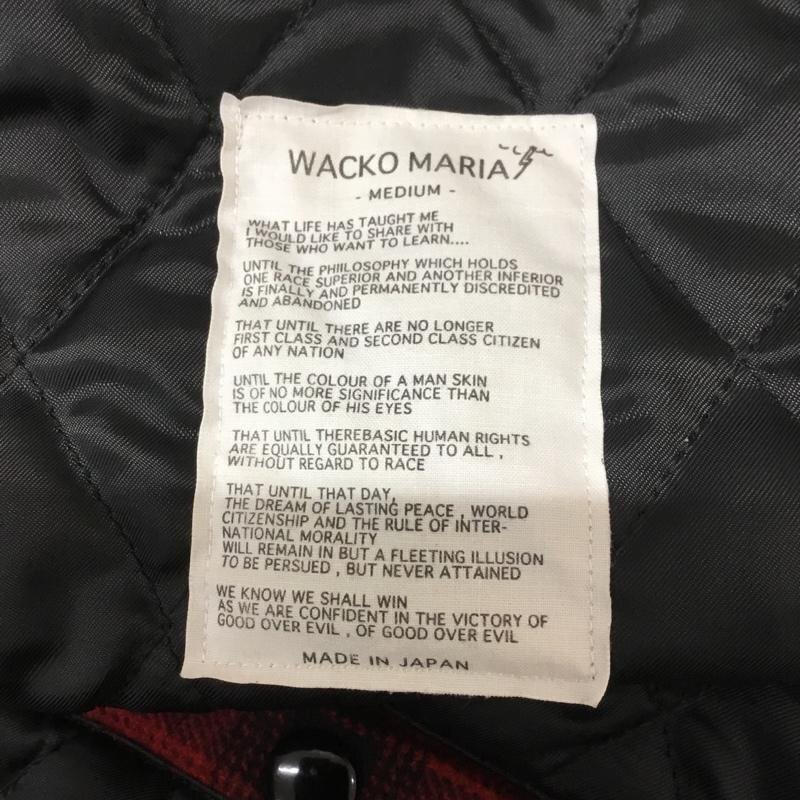 WACKO MARIA
- MEDIUM -
WHAT LIFE HAS TAUGHT ME
I WOULD LIKE TO SHARE WITH
THOSE WHO WANT TO LEARN....
UNTIL THE PHILOSOPHY WHICH HOLDS
ONE RACE SUPERIOR AND ANOTHER INFERIOR
IS FINALLY AND PERMANENTLY DISCREDITED
AND ABANDONED
THAT UNTIL THERE ARE NO LONGER
FIRST CLASS AND SECOND CLASS CITIZEN
OF ANY NATION
UNTIL THE COLOUR OF A MAN SKIN
IS OF NO MORE SIGNIFICANCE THAN
THE COLOUR OF HIS EYES
THAT UNTIL THEREBASIC HUMAN RIGHTS
ARE EQUALLY GUARANTEED TO ALL ,
WITHOUT REGARD TO RACE
THAT UNTIL THAT DAY,
THE DREAM OF LASTING PEACE , WORLD
CITIZENSHIP AND THE RULE OF INTER-
NATIONAL MORALITY
WILL REMAIN IN BUT A FLEETING ILLUSION
TO BE PERSUED , BUT NEVER ATTAINED
WE KNOW WE SHALL WIN
AS WE ARE CONFIDENT IN THE VICTORY OF
GOOD OVER EVIL , OF GOOD OVER EVIL
MADE IN JAPAN